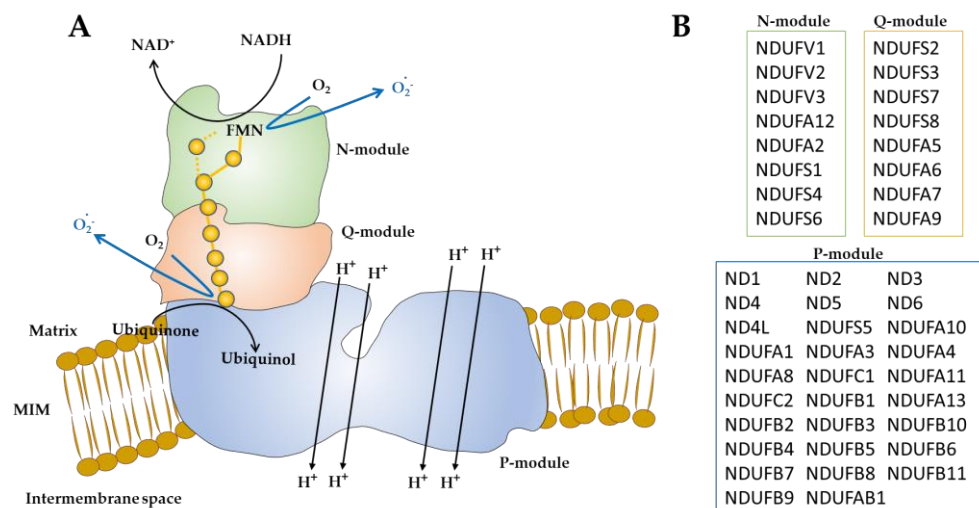 A
NAD⁺
NADH
O₂
O₂·⁻
FMN
N-module
O₂·⁻
O₂
Q-module
H⁺ H⁺ H⁺ H⁺
Matrix
Ubiquinone
Ubiquinol
MIM
P-module
H⁺ H⁺ H⁺ H⁺
Intermembrane space
B
N-module
NDUFV1
NDUFV2
NDUFV3
NDUFA12
NDUFA2
NDUFS1
NDUFS4
NDUFS6
Q-module
NDUFS2
NDUFS3
NDUFS7
NDUFS8
NDUFA5
NDUFA6
NDUFA7
NDUFA9
P-module
ND1 ND2 ND3
ND4 ND5 ND6
ND4L NDUFS5 NDUFA10
NDUFA1 NDUFA3 NDUFA4
NDUFA8 NDUFC1 NDUFA11
NDUFC2 NDUFB1 NDUFA13
NDUFB2 NDUFB3 NDUFB10
NDUFB4 NDUFB5 NDUFB6
NDUFB7 NDUFB8 NDUFB11
NDUFB9 NDUFAB1